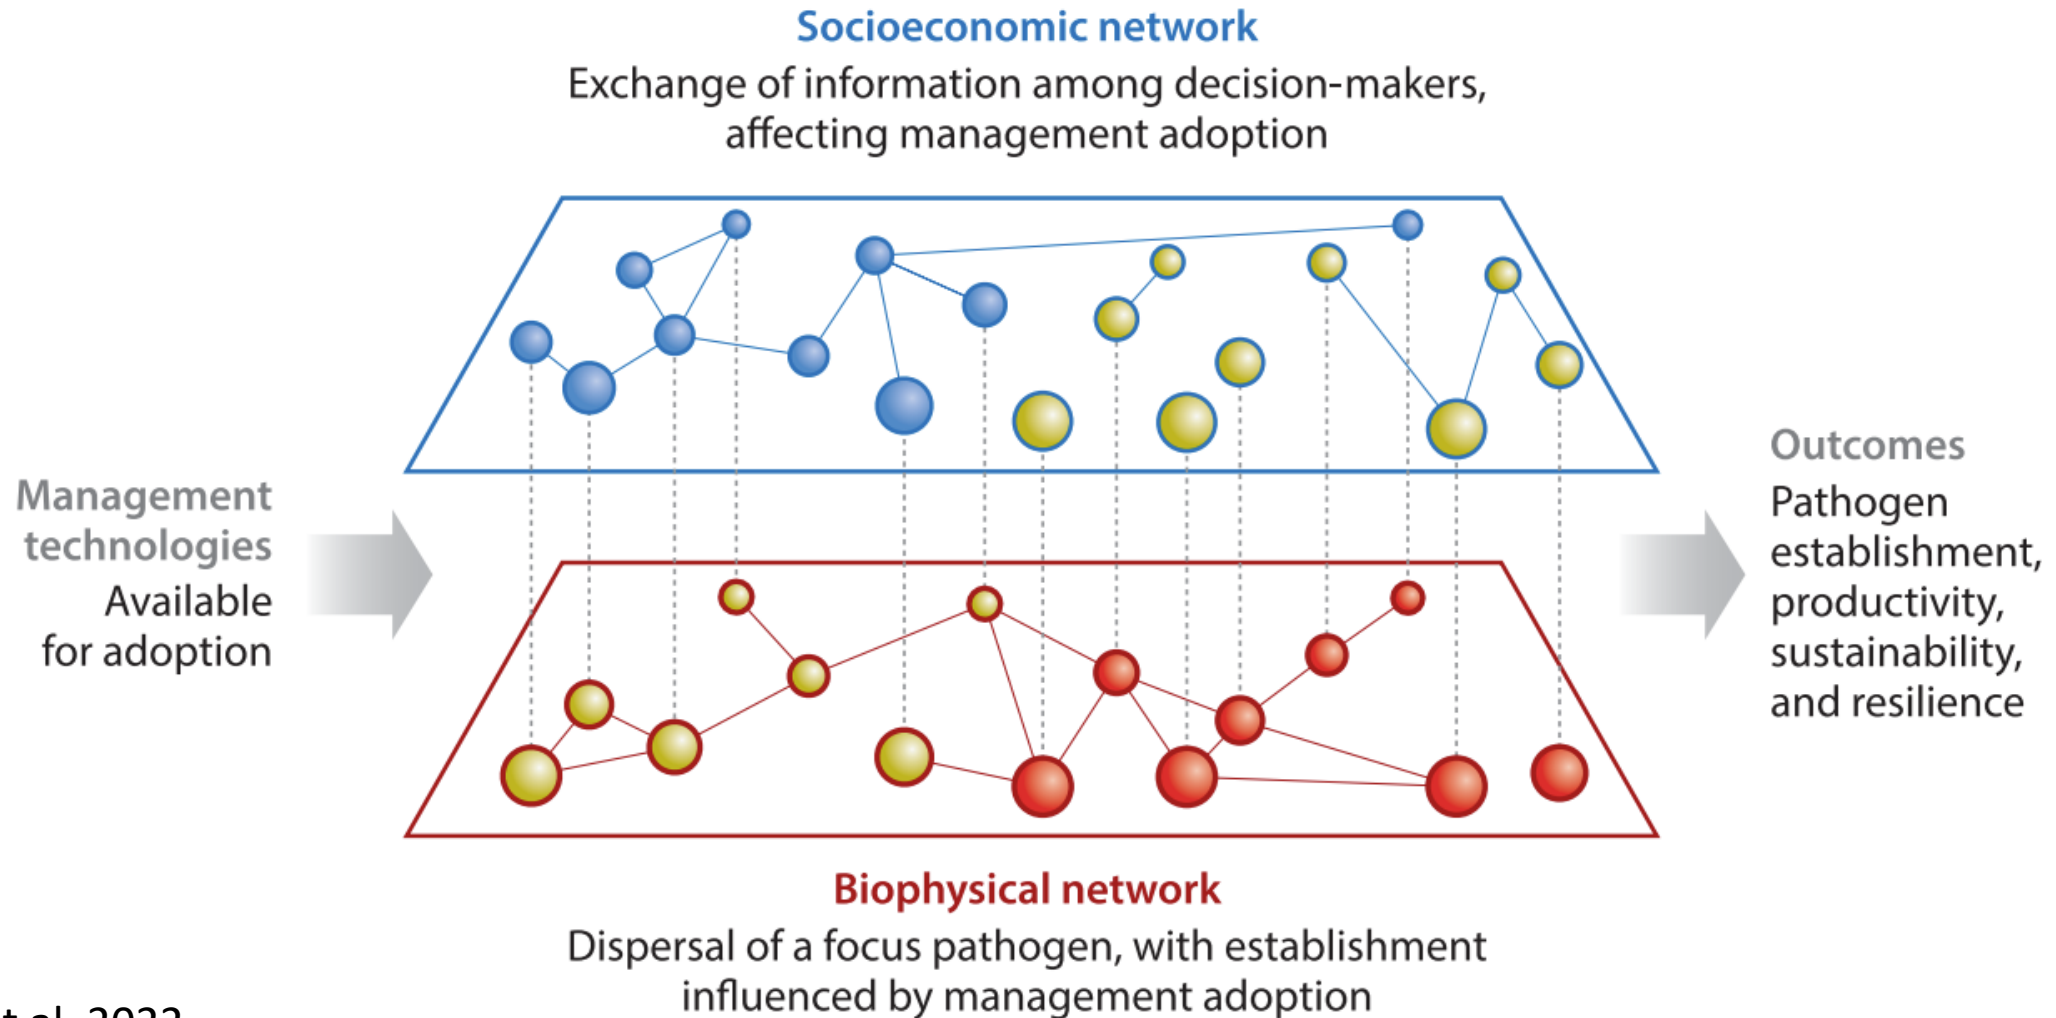 Socioeconomic network
Exchange of information among decision-makers,
affecting management adoption
Management
technologies
Available
for adoption
Outcomes
Pathogen
establishment,
productivity,
sustainability,
and resilience
Biophysical network
Dispersal of a focus pathogen, with establishment
influenced by management adoption